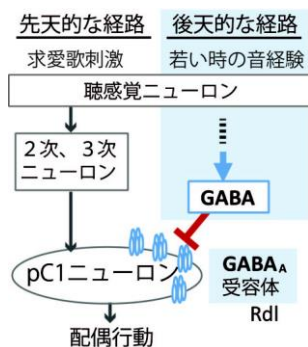 先天的な経路
後天的な経路
求愛歌刺激
若い時の音経験
聴感覚ニューロン
2次、3次
ニューロン
GABA
pC1ニューロン
GABAA
受容体
Rdl
配偶行動